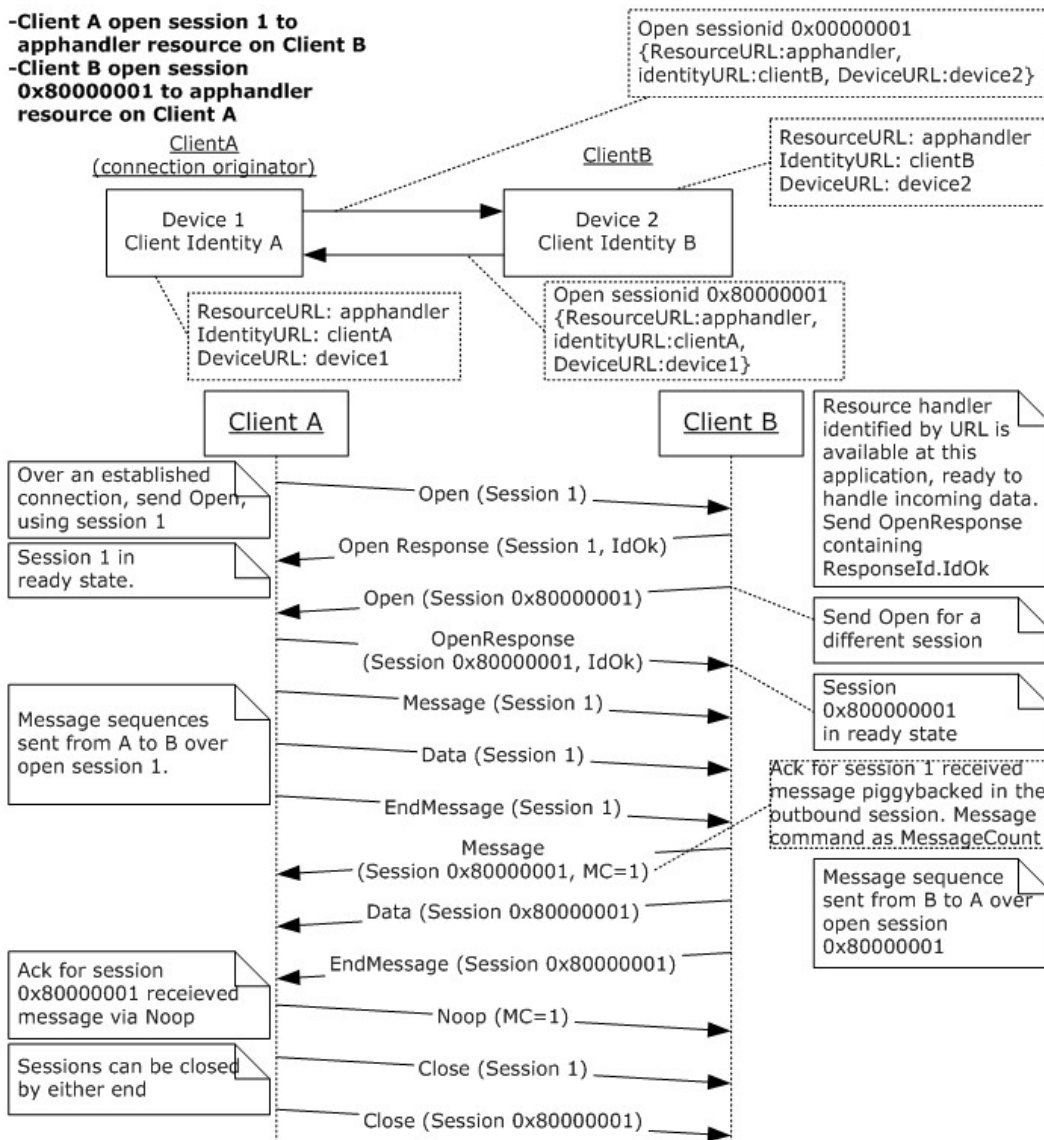 -Client A open session 1 to
apphandler resource on Client B
-Client B open session
0x80000001 to apphandler
resource on Client A
Open sessionid 0x00000001
{ResourceURL:apphandler,
identityURL:clientB, DeviceURL:device2}
ClientA
(connection originator)
ClientB
ResourceURL: apphandler
IdentityURL: clientB
DeviceURL: device2
Device 1
Client Identity A
Device 2
Client Identity B
ResourceURL: apphandler
IdentityURL: clientA
DeviceURL: device1
Open sessionid 0x80000001
{ResourceURL:apphandler,
identityURL:clientA,
DeviceURL:device1}
Client A
Client B
Resource handler
identified by URL is
available at this
application, ready to
handle incoming data.
Send OpenResponse
containing
ResponseId.IdOk
Over an established
connection, send Open,
using session 1
Open (Session 1)
Open Response (Session 1, IdOk)
Session 1 in
ready state.
Open (Session 0x80000001)
Send Open for a
different session
OpenResponse
(Session 0x80000001, IdOk)
Session
0x800000001
in ready state
Message (Session 1)
Message sequences
sent from A to B over
open session 1.
Data (Session 1)
EndMessage (Session 1)
Ack for session 1 received
message piggybacked in the
outbound session. Message
command as MessageCount
Message
(Session 0x80000001, MC=1)
Message sequence
sent from B to A over
open session
0x80000001
Data (Session 0x80000001)
EndMessage (Session 0x80000001)
Ack for session
0x80000001 receieved
message via Noop
Noop (MC=1)
Sessions can be closed
by either end
Close (Session 1)
Close (Session 0x80000001)